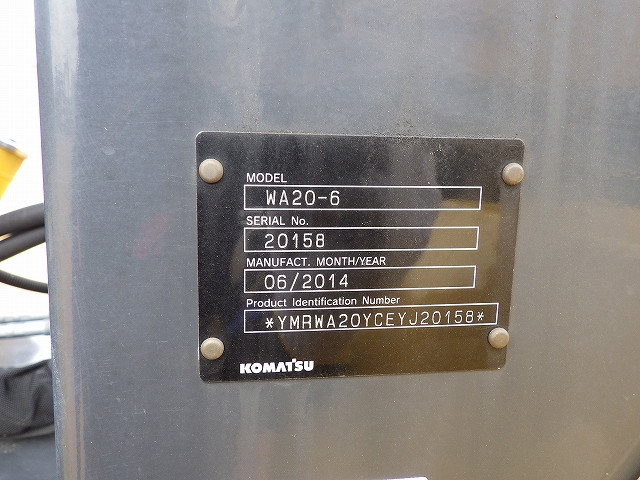 MODEL
WA20-6
SERIAL No.
20158
MANUFACT. MONTH/YEAR
06/2014
Product Identification Number
*YMRWA20YCEYJ20158*
KOMATSU